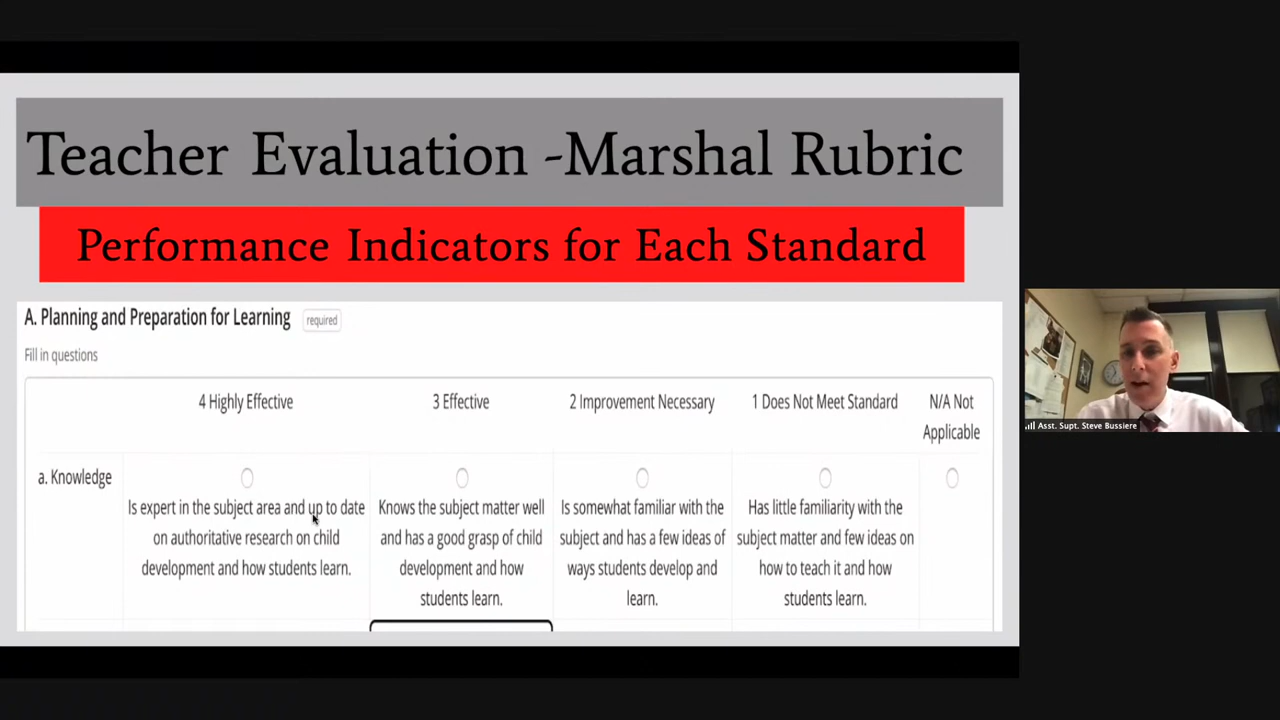 Teacher Evaluation -Marshal Rubric
Performance Indicators for Each Standard
A. Planning and Preparation for Learning required
Fill in questions
4 Highly Effective 3 Effective 2 Improvement Necessary 1 Does Not Meet Standard N/A Not
Applicable
a. Knowledge
Is expert in the subject area and up to date
on authoritative research on child
development and how students learn.
Knows the subject matter well
and has a good grasp of child
development and how
students learn.
Is somewhat familiar with the
subject and has a few ideas of
ways students develop and
learn.
Has little familiarity with the
subject matter and few ideas on
how to teach it and how
students learn.
Asst. Supt. Steve Bussiere